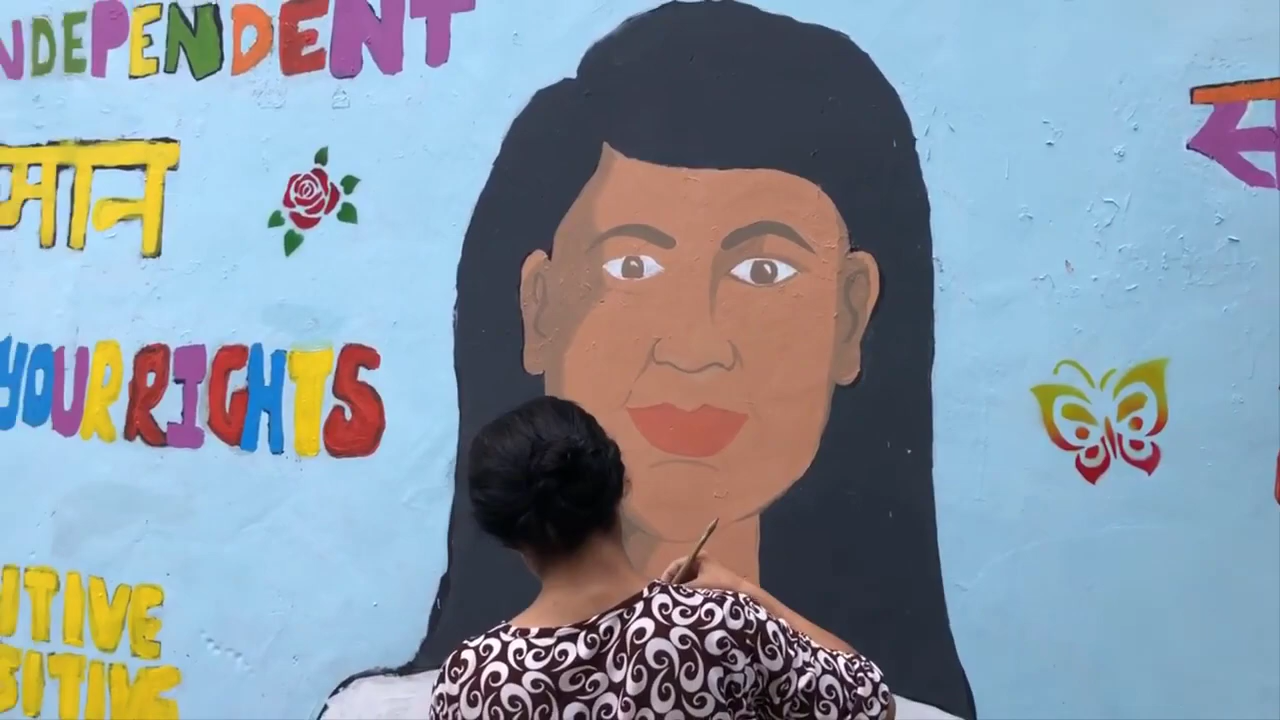 NDEPENDENT
मान
YOUR RIGHTS
ITIVE
SITIVE
स